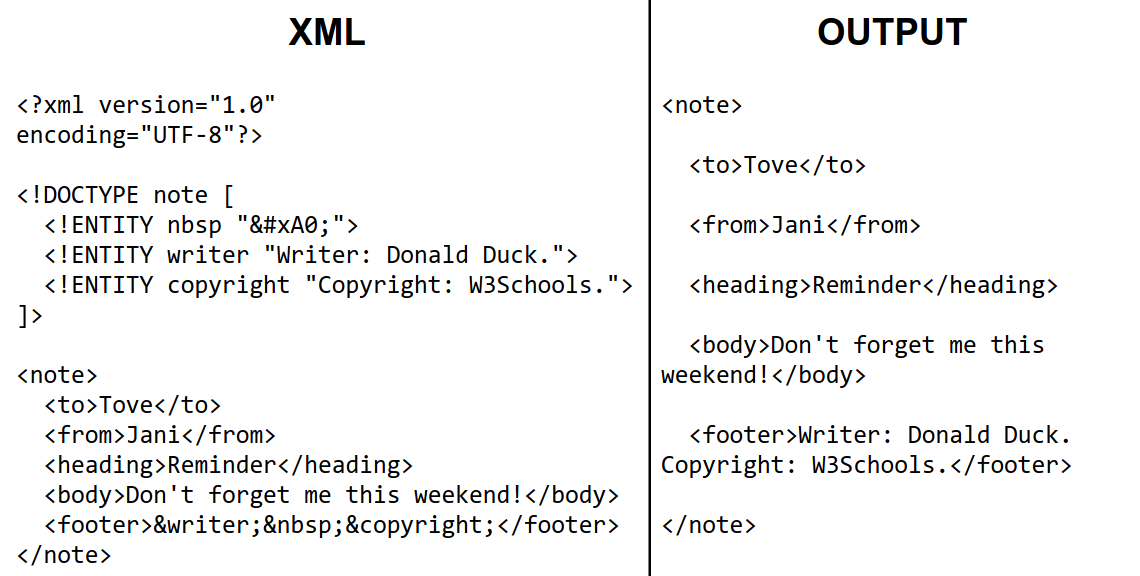 XML
<?xml version="1.0"
encoding="UTF-8"?>
<!DOCTYPE note [
  <!ENTITY nbsp "&#xA0;">
  <!ENTITY writer "Writer: Donald Duck.">
  <!ENTITY copyright "Copyright: W3Schools.">
]>
<note>
  <to>Tove</to>
  <from>Jani</from>
  <heading>Reminder</heading>
  <body>Don't forget me this weekend!</body>
  <footer>&writer;&nbsp;&copyright;</footer>
</note>
OUTPUT
<note>
  <to>Tove</to>
  <from>Jani</from>
  <heading>Reminder</heading>
  <body>Don't forget me this
weekend!</body>
  <footer>Writer: Donald Duck.
Copyright: W3Schools.</footer>
</note>